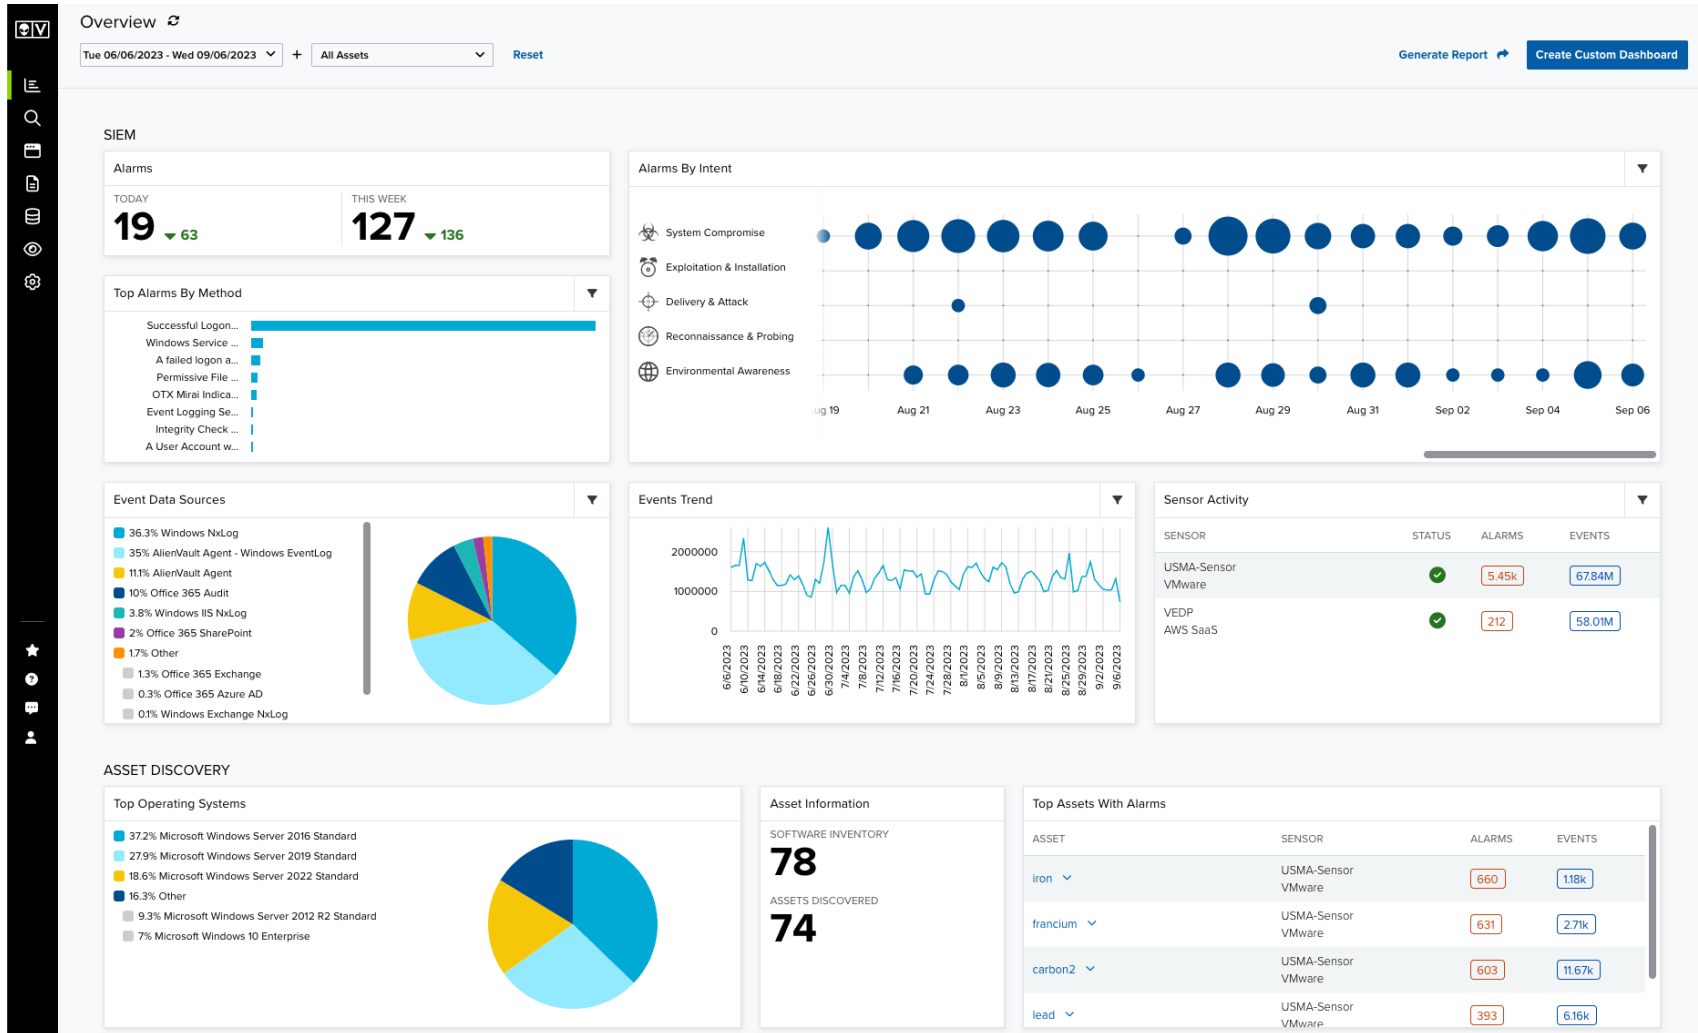 Overview
Tue 06/06/2023 - Wed 09/06/2023 + All Assets Reset Generate Report Create Custom Dashboard
SIEM
Alarms
TODAY
19 63
THIS WEEK
127 136
Alarms By Intent
System Compromise
Exploitation & Installation
Delivery & Attack
Reconnaissance & Probing
Environmental Awareness
ug 19 Aug 21 Aug 23 Aug 25 Aug 27 Aug 29 Aug 31 Sep 02 Sep 04 Sep 06
Top Alarms By Method
Successful Logon...
Windows Service ...
A failed logon a...
Permissive File ...
OTX Mirai Indica...
Event Logging Se...
Integrity Check ...
A User Account w...
Event Data Sources
36.3% Windows NxLog
35% AlienVault Agent - Windows EventLog
11.1% AlienVault Agent
10% Office 365 Audit
3.8% Windows IIS NxLog
2% Office 365 SharePoint
1.7% Other
1.3% Office 365 Exchange
0.3% Office 365 Azure AD
0.1% Windows Exchange NxLog
Events Trend
2000000
1000000
0
6/6/2023 6/10/2023 6/14/2023 6/18/2023 6/22/2023 6/26/2023 6/30/2023 7/4/2023 7/8/2023 7/12/2023 7/16/2023 7/20/2023 7/24/2023 7/28/2023 8/1/2023 8/5/2023 8/9/2023 8/13/2023 8/17/2023 8/21/2023 8/25/2023 8/29/2023 9/2/2023 9/6/2023
Sensor Activity
SENSOR STATUS ALARMS EVENTS
USMA-Sensor
VMware
5.45k 67.84M
VEDP
AWS SaaS
212 58.01M
ASSET DISCOVERY
Top Operating Systems
37.2% Microsoft Windows Server 2016 Standard
27.9% Microsoft Windows Server 2019 Standard
18.6% Microsoft Windows Server 2022 Standard
16.3% Other
9.3% Microsoft Windows Server 2012 R2 Standard
7% Microsoft Windows 10 Enterprise
Asset Information
SOFTWARE INVENTORY
78
ASSETS DISCOVERED
74
Top Assets With Alarms
ASSET SENSOR ALARMS EVENTS
iron USMA-Sensor
VMware
660 1.18k
francium USMA-Sensor
VMware
631 2.71k
carbon2 USMA-Sensor
VMware
603 11.67k
lead USMA-Sensor
VMware
393 6.16k